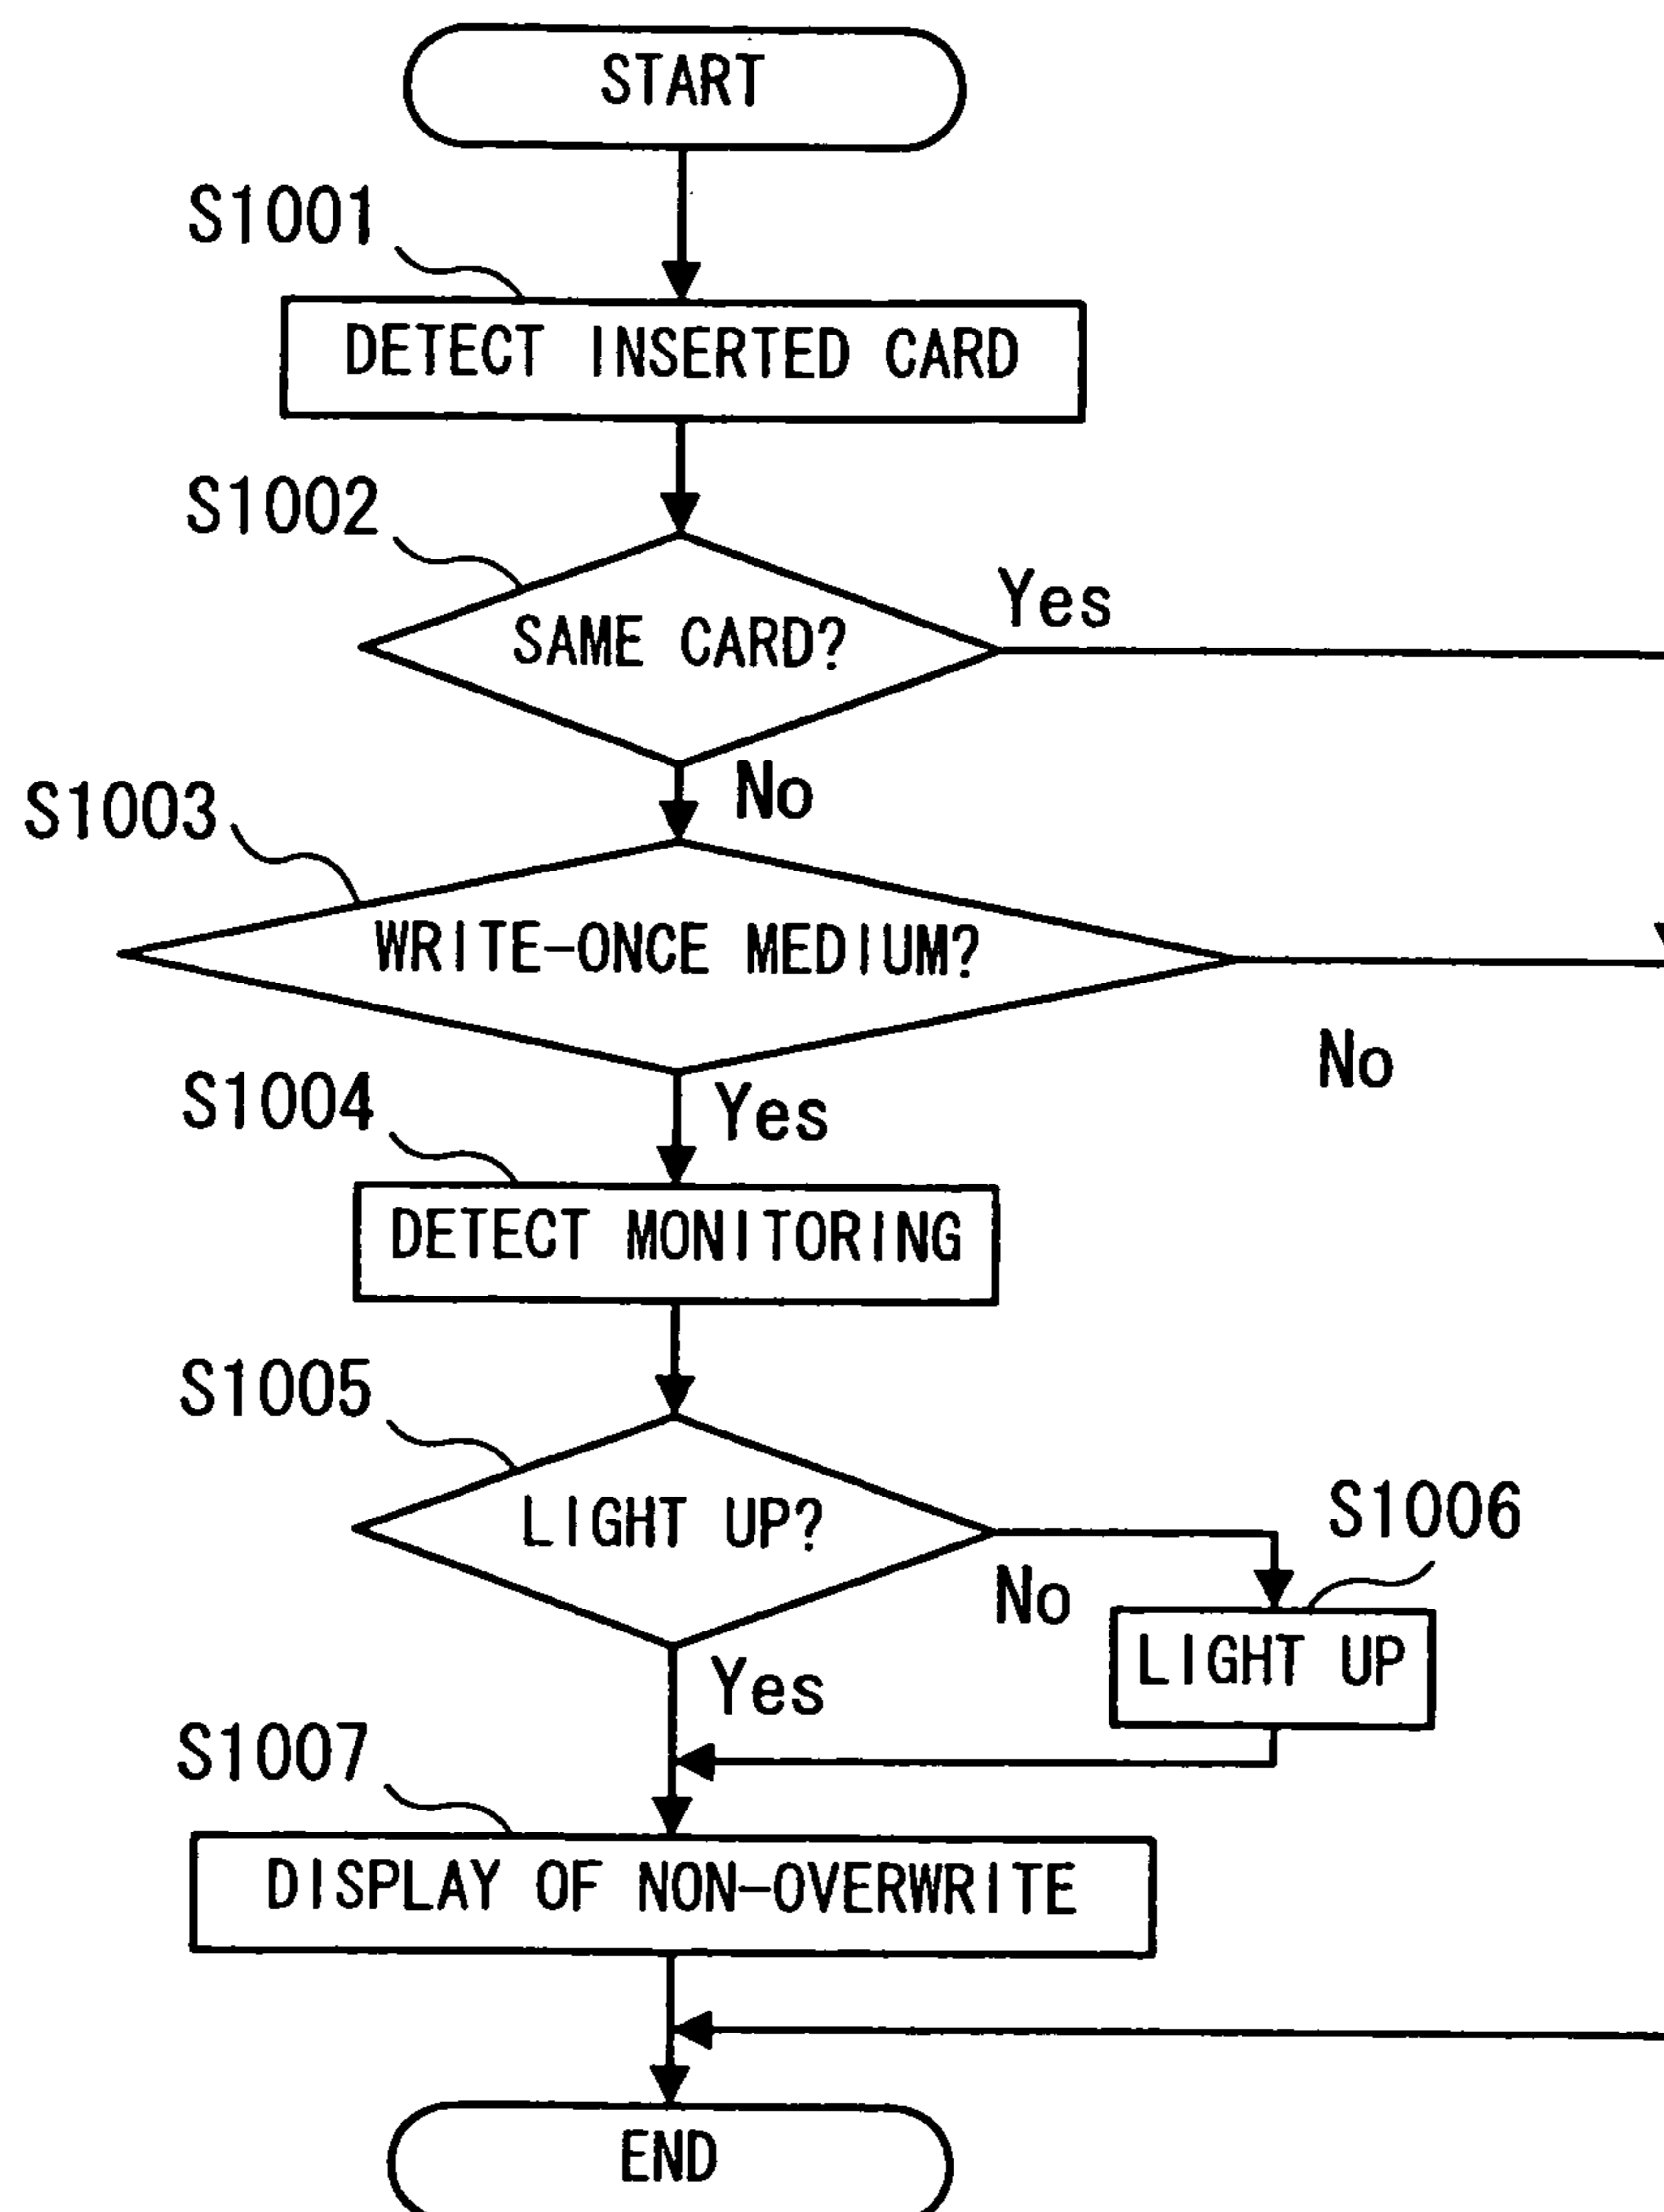 START
S1001
DETECT INSERTED CARD
S1002
SAME CARD?
Yes
No
S1003
WRITE-ONCE MEDIUM?
No
Yes
S1004
DETECT MONITORING
S1005
LIGHT UP?
No
Yes
S1006
LIGHT UP
S1007
DISPLAY OF NON-OVERWRITE
END